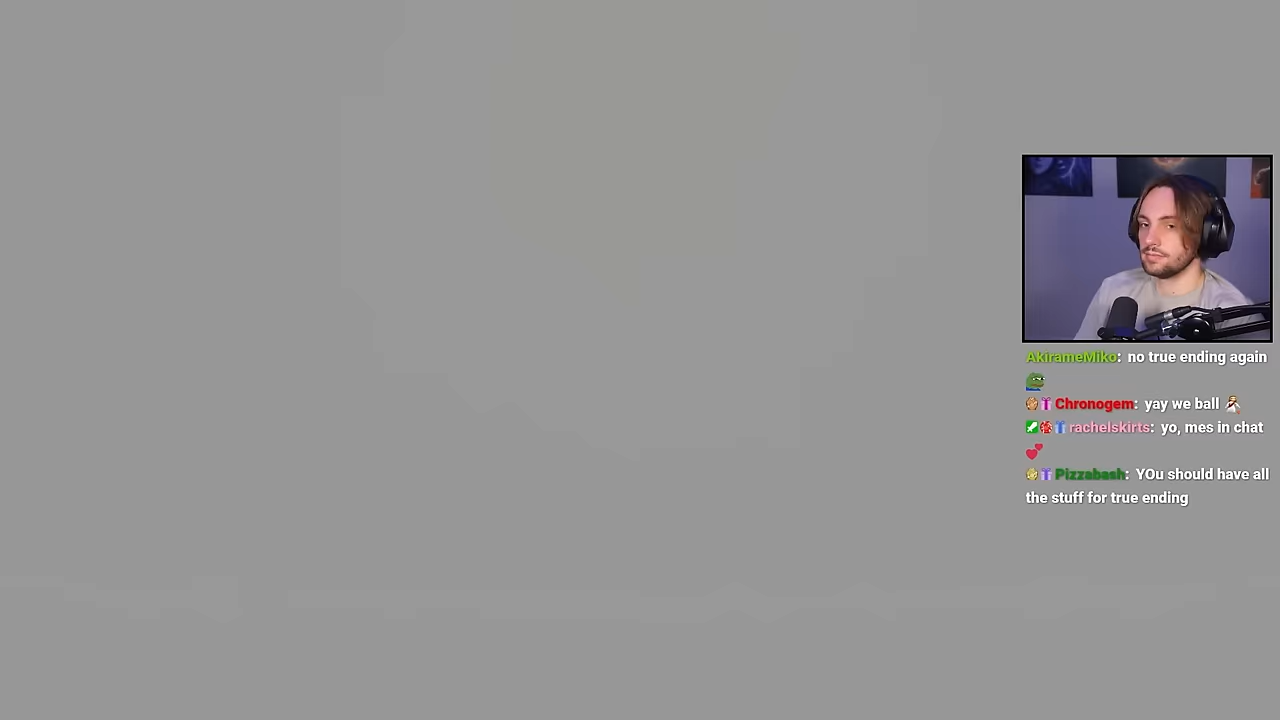 AkirameMiko: no true ending again
Chronogem: yay we ball
rachelskirts: yo, mes in chat
Pizzabash: YOu should have all
the stuff for true ending